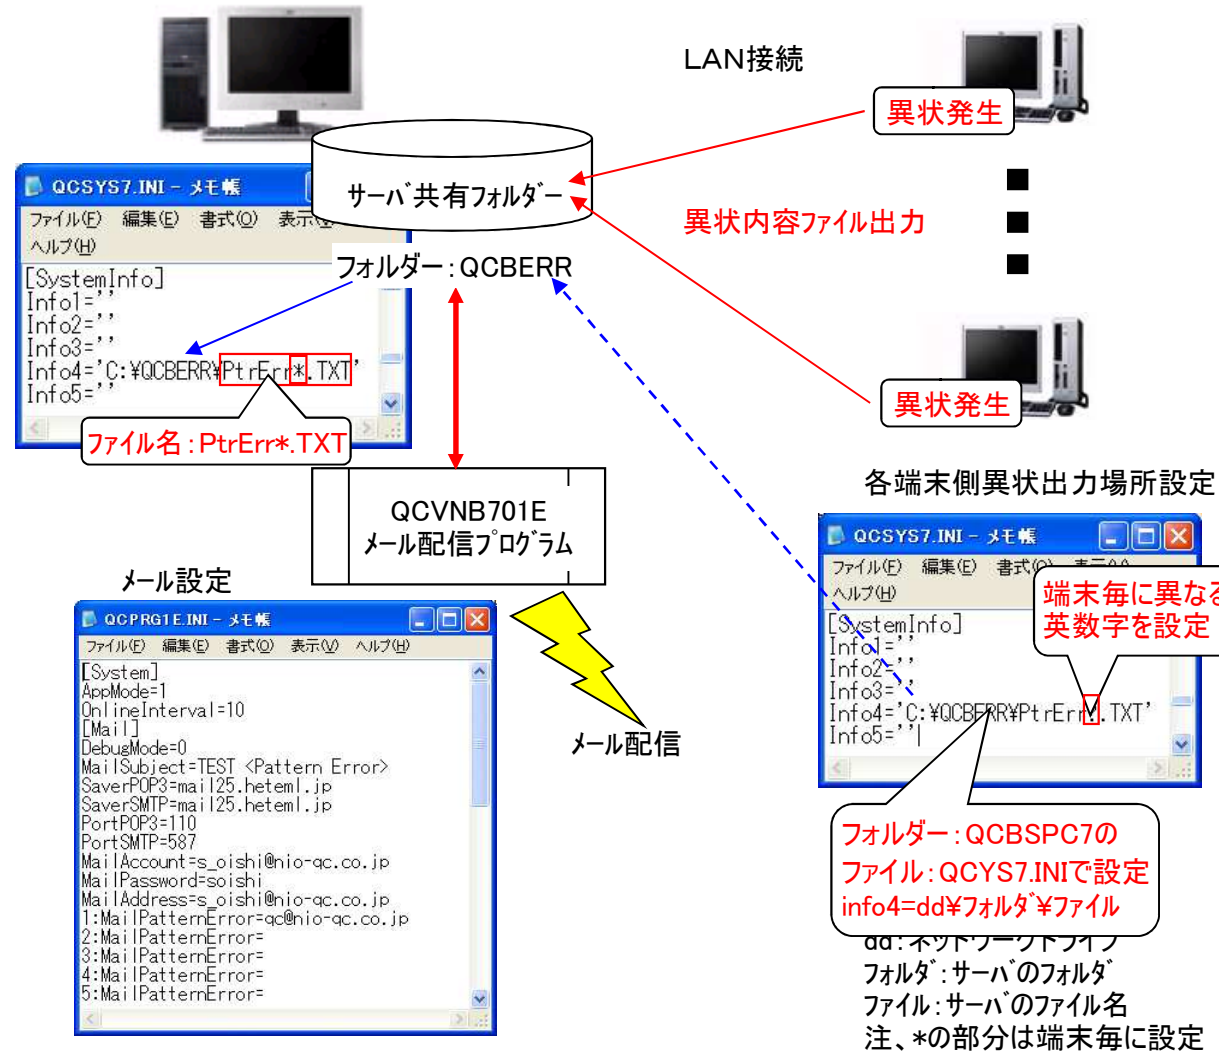 LAN接続
異状発生
サーバ共有フォルダー
異状内容ファイル出力
フォルダー：QCBERR
QCSYS7.INI - メモ帳
ファイル(F) 編集(E) 書式(O)
ヘルプ(H)
[SystemInfo]
Info1=''
Info2=''
Info3=''
Info4='C:¥QCBERR¥PtrErr*.TXT'
Info5=''
ファイル名：PtrErr*.TXT
異状発生
QCVNB701E
メール配信プログラム
メール配信
メール設定
QCPRG1E.INI - メモ帳
ファイル(F) 編集(E) 書式(O) 表示(V) ヘルプ(H)
[System]
AppMode=1
OnlineInterval=10
[Mail]
DebugMode=0
MailSubject=TEST <Pattern Error>
SaverPOP3=mail25.heteml.jp
SaverSMTP=mail25.heteml.jp
PortPOP3=110
PortSMTP=587
MailAccount=s_oishi@nio-qc.co.jp
MailPassword=soishi
MailAddress=s_oishi@nio-qc.co.jp
1:MailPatternError=qc@nio-qc.co.jp
2:MailPatternError=
3:MailPatternError=
4:MailPatternError=
5:MailPatternError=
各端末側異状出力場所設定
QCSYS7.INI - メモ帳
ファイル(F) 編集(E)
ヘルプ(H)
端末毎に異なる
英数字を設定
[SystemInfo]
Info1=''
Info2=''
Info3=''
Info4='C:¥QCBERR¥PtrErr*.TXT'
Info5=''
フォルダー：QCBSPC7の
ファイル：QCYS7.INIで設定
info4=dd¥フォルダ¥ファイル
dd：ネットワークドライブ
フォルダ：サーバのフォルダ
ファイル：サーバのファイル名
注、*の部分は端末毎に設定